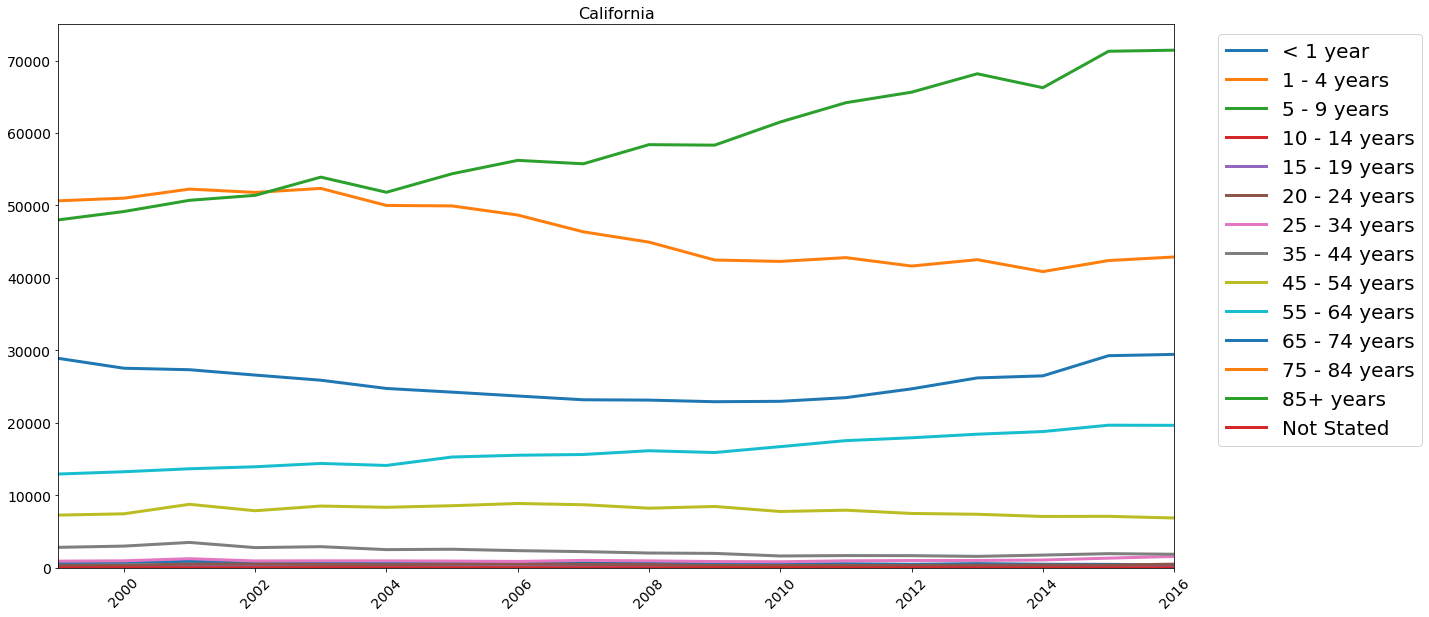 California
70000
60000
50000
40000
30000
20000
10000
0
2000 2002 2004 2006 2008 2010 2012 2014 2016
< 1 year
1 - 4 years
5 - 9 years
10 - 14 years
15 - 19 years
20 - 24 years
25 - 34 years
35 - 44 years
45 - 54 years
55 - 64 years
65 - 74 years
75 - 84 years
85+ years
Not Stated